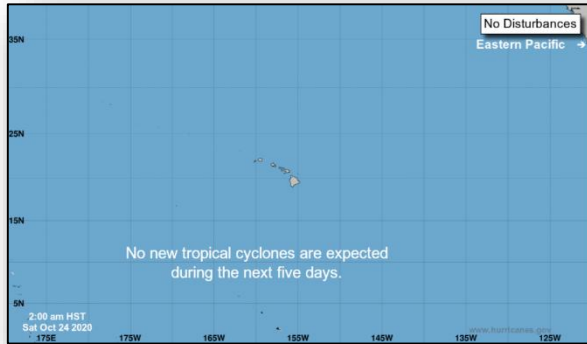 No Disturbances
Eastern Pacific →
35N
25N
15N
No new tropical cyclones are expected
during the next five days.
5N
2:00 am HST
Sat Oct 24 2020
www.hurricanes.gov
175E
175W
165W
155W
145W
135W
125W